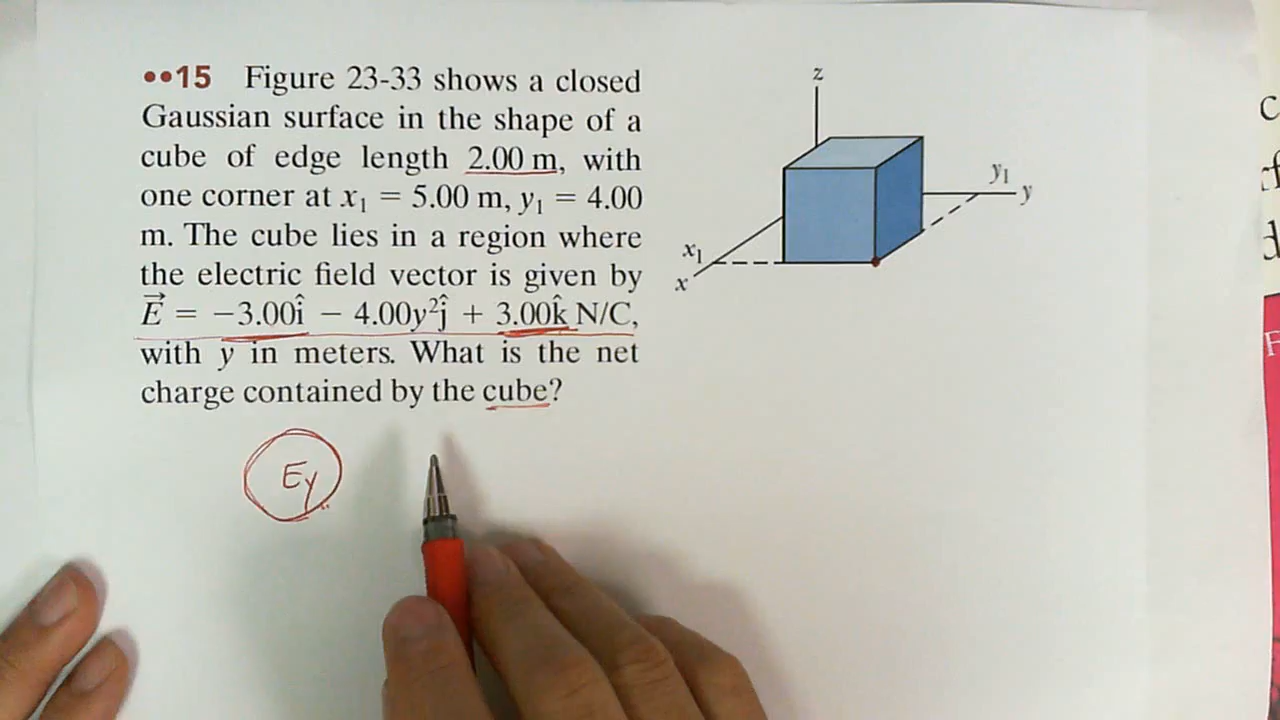 ••15 Figure 23-33 shows a closed
Gaussian surface in the shape of a
cube of edge length 2.00 m, with
one corner at x₁ = 5.00 m, y₁ = 4.00
m. The cube lies in a region where
the electric field vector is given by
E⃗ = −3.00î − 4.00y²ĵ + 3.00k̂ N/C,
with y in meters. What is the net
charge contained by the cube?
z
y₁
y
x₁
x
Ey